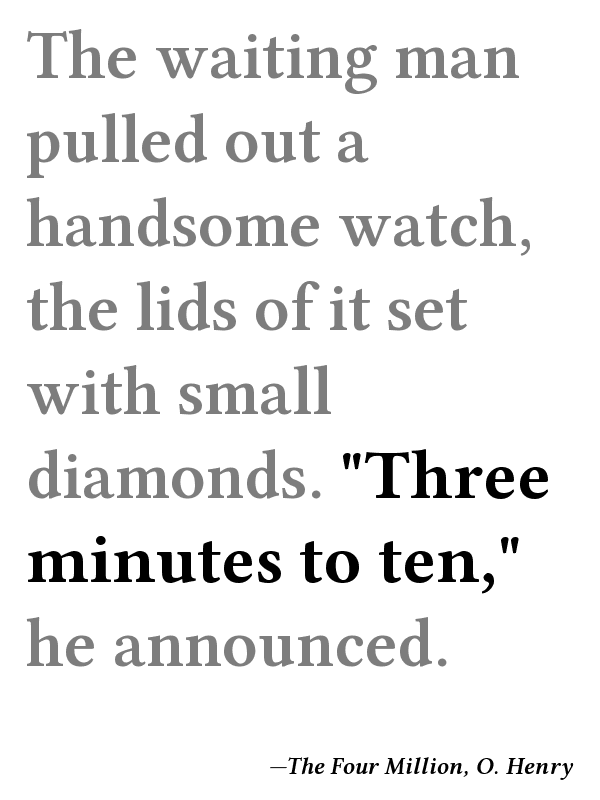 The waiting man
pulled out a
handsome watch,
the lids of it set
with small
diamonds. "Three
minutes to ten,"
he announced.
—The Four Million, O. Henry